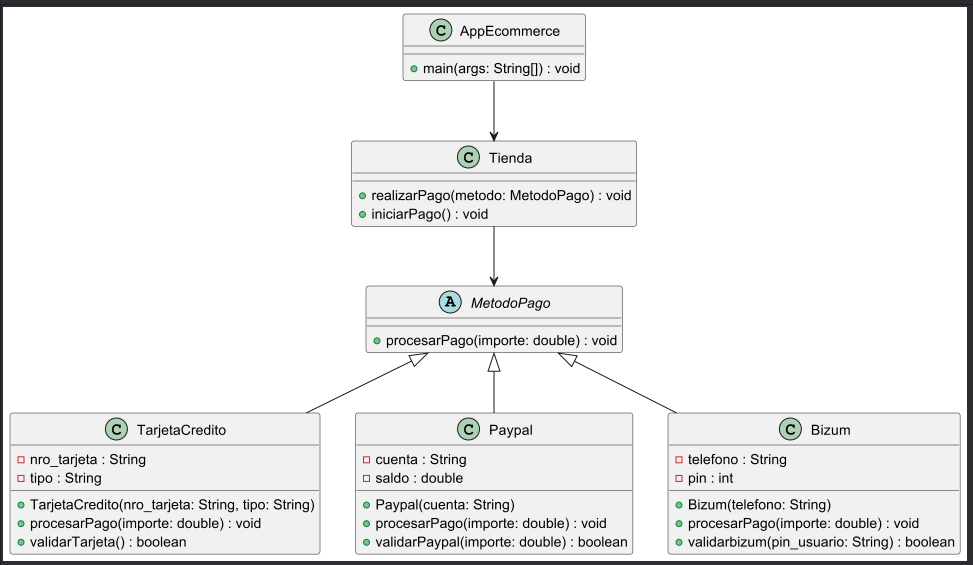 C AppEcommerce
main(args: String[]) : void
C Tienda
realizarPago(metodo: MetodoPago) : void
iniciarPago() : void
A MetodoPago
procesarPago(importe: double) : void
C TarjetaCredito
nro_tarjeta : String
tipo : String
TarjetaCredito(nro_tarjeta: String, tipo: String)
procesarPago(importe: double) : void
validarTarjeta() : boolean
C Paypal
cuenta : String
saldo : double
Paypal(cuenta: String)
procesarPago(importe: double) : void
validarPaypal(importe: double) : boolean
C Bizum
telefono : String
pin : int
Bizum(telefono: String)
procesarPago(importe: double) : void
validarbizum(pin_usuario: String) : boolean